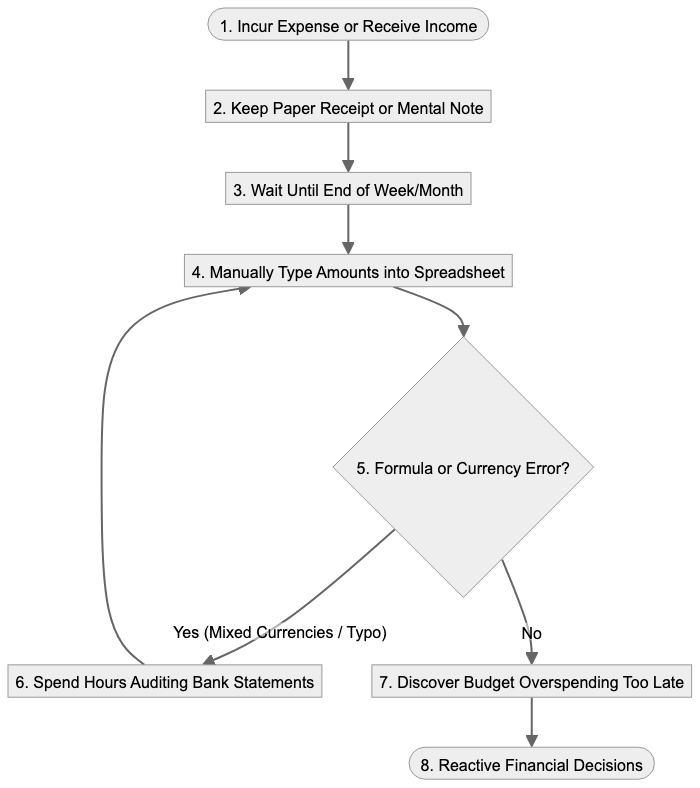 1. Incur Expense or Receive Income
2. Keep Paper Receipt or Mental Note
3. Wait Until End of Week/Month
4. Manually Type Amounts into Spreadsheet
5. Formula or Currency Error?
Yes (Mixed Currencies / Typo)
No
6. Spend Hours Auditing Bank Statements
7. Discover Budget Overspending Too Late
8. Reactive Financial Decisions